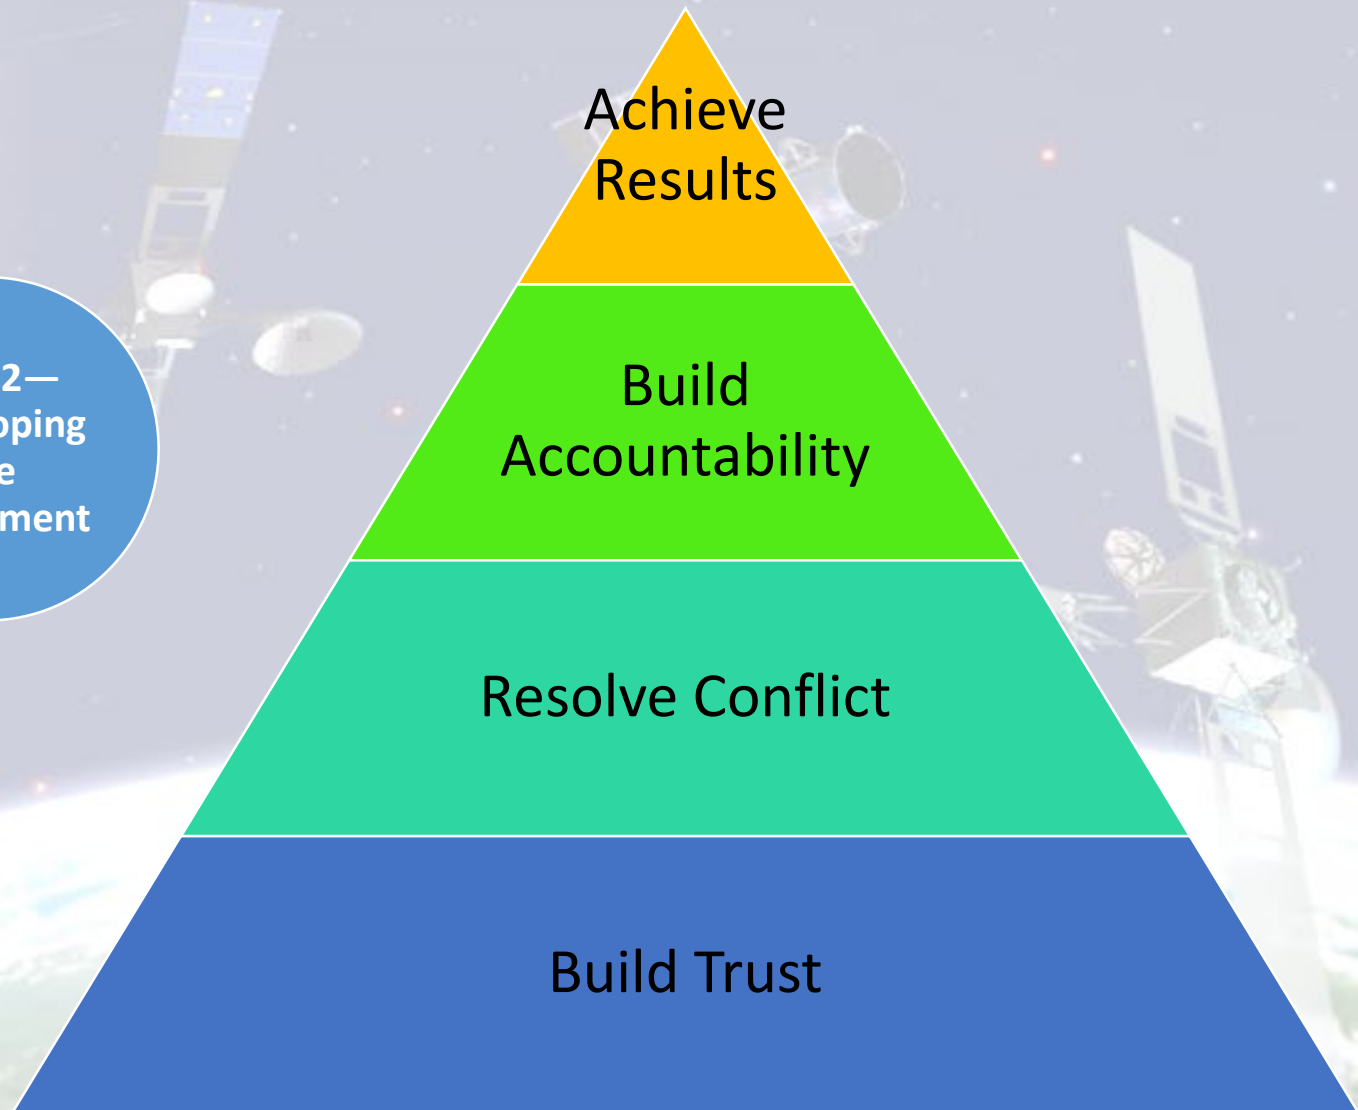 Achieve
Results
2—
pping
e
ment
Build
Accountability
Resolve Conflict
Build Trust